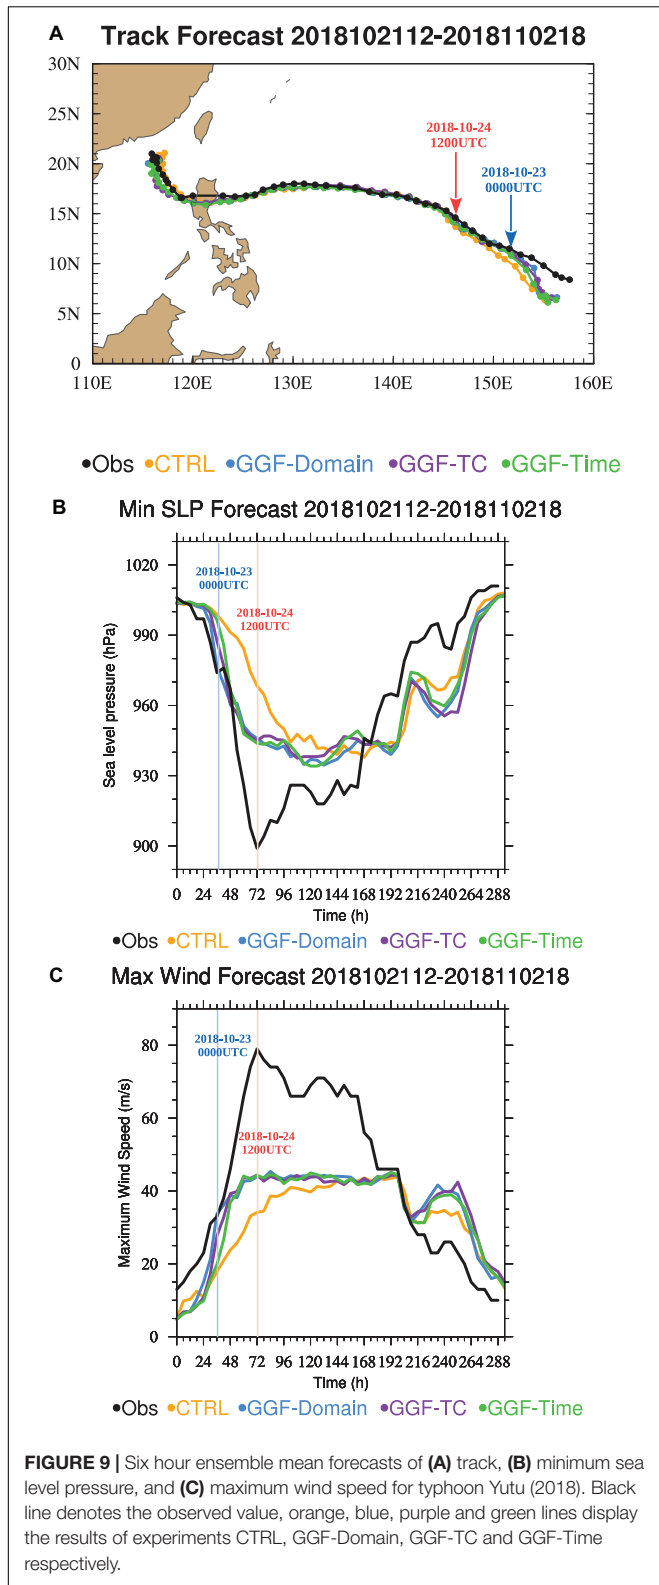 A
Track Forecast 2018102112-2018110218
30N
25N
20N
15N
10N
5N
0
2018-10-24
1200UTC
2018-10-23
0000UTC
110E 120E 130E 140E 150E 160E
Obs CTRL GGF-Domain GGF-TC GGF-Time
B
Min SLP Forecast 2018102112-2018110218
1020
990
960
930
900
Sea level pressure (hPa)
2018-10-23
0000UTC
2018-10-24
1200UTC
0 24 48 72 96 120 144 168 192 216 240 264 288
Time (h)
Obs CTRL GGF-Domain GGF-TC GGF-Time
C
Max Wind Forecast 2018102112-2018110218
80
60
40
20
0
Maximum Wind Speed (m/s)
2018-10-23
0000UTC
2018-10-24
1200UTC
0 24 48 72 96 120 144 168 192 216 240 264 288
Time (h)
Obs CTRL GGF-Domain GGF-TC GGF-Time
FIGURE 9 | Six hour ensemble mean forecasts of (A) track, (B) minimum sea
level pressure, and (C) maximum wind speed for typhoon Yutu (2018). Black
line denotes the observed value, orange, blue, purple and green lines display
the results of experiments CTRL, GGF-Domain, GGF-TC and GGF-Time
respectively.